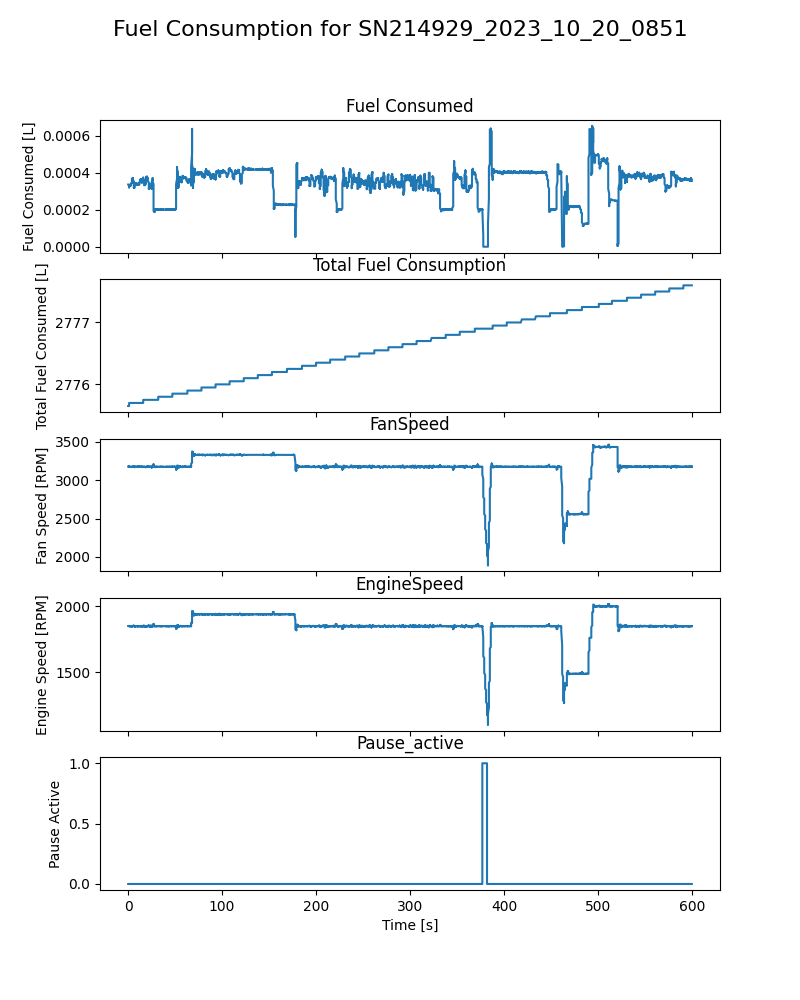 Fuel Consumption for SN214929_2023_10_20_0851
Fuel Consumed
Fuel Consumed [L]
0.0006
0.0004
0.0002
0.0000
Total Fuel Consumption
Total Fuel Consumed [L]
2777
2776
FanSpeed
Fan Speed [RPM]
3500
3000
2500
2000
EngineSpeed
Engine Speed [RPM]
2000
1500
Pause_active
Pause Active
1.0
0.5
0.0
0 100 200 300 400 500 600
Time [s]